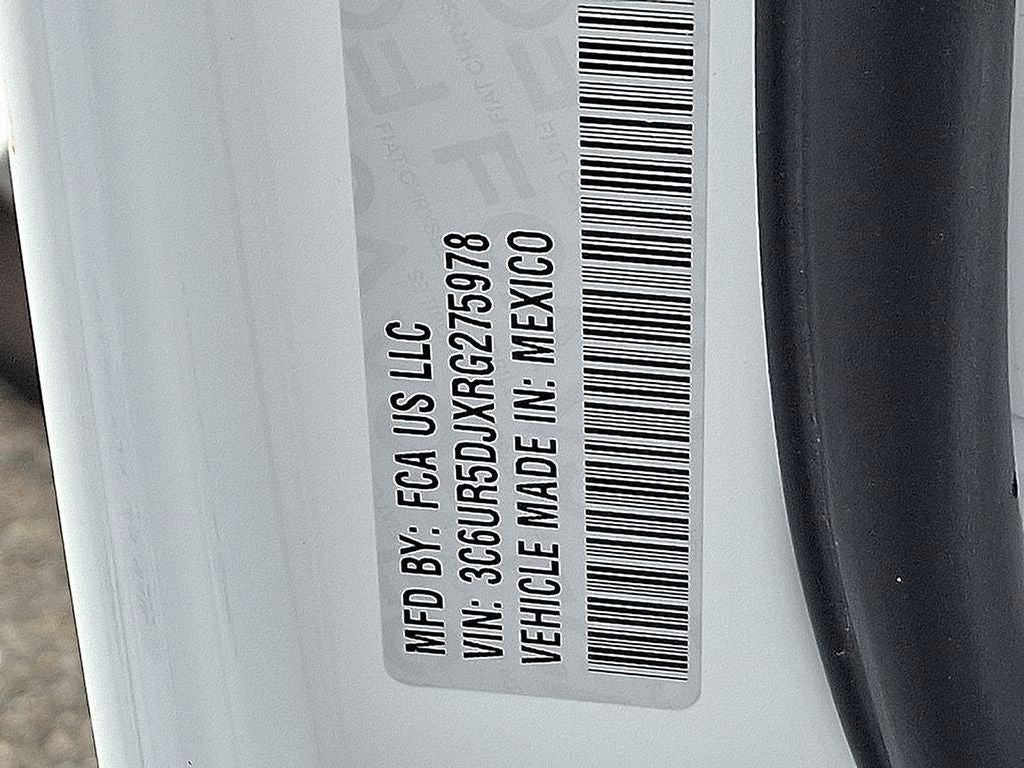 MFD BY: FCA US LLC
VIN: 3C6UR5DJXRG275978
VEHICLE MADE IN: MEXICO